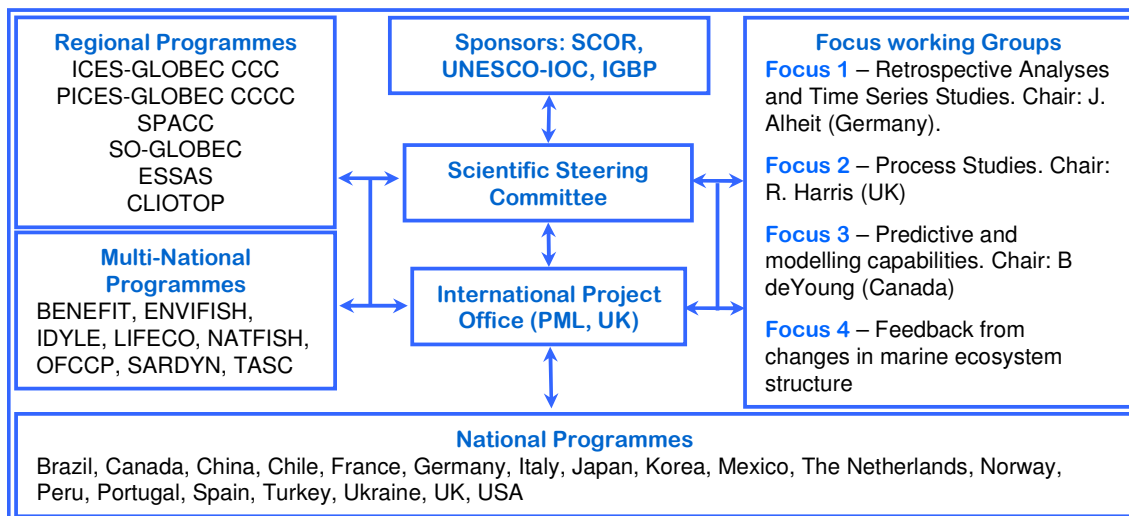 Regional Programmes
ICES-GLOBEC CCC
PICES-GLOBEC CCCC
SPACC
SO-GLOBEC
ESSAS
CLIOTOP
Multi-National
Programmes
BENEFIT, ENVIFISH,
IDYLE, LIFECO, NATFISH,
OFCCP, SARDYN, TASC
Sponsors: SCOR,
UNESCO-IOC, IGBP
Scientific Steering
Committee
International Project
Office (PML, UK)
Focus working Groups
Focus 1 – Retrospective Analyses
and Time Series Studies. Chair: J.
Alheit (Germany).
Focus 2 – Process Studies. Chair:
R. Harris (UK)
Focus 3 – Predictive and
modelling capabilities. Chair: B
deYoung (Canada)
Focus 4 – Feedback from
changes in marine ecosystem
structure
National Programmes
Brazil, Canada, China, Chile, France, Germany, Italy, Japan, Korea, Mexico, The Netherlands, Norway,
Peru, Portugal, Spain, Turkey, Ukraine, UK, USA